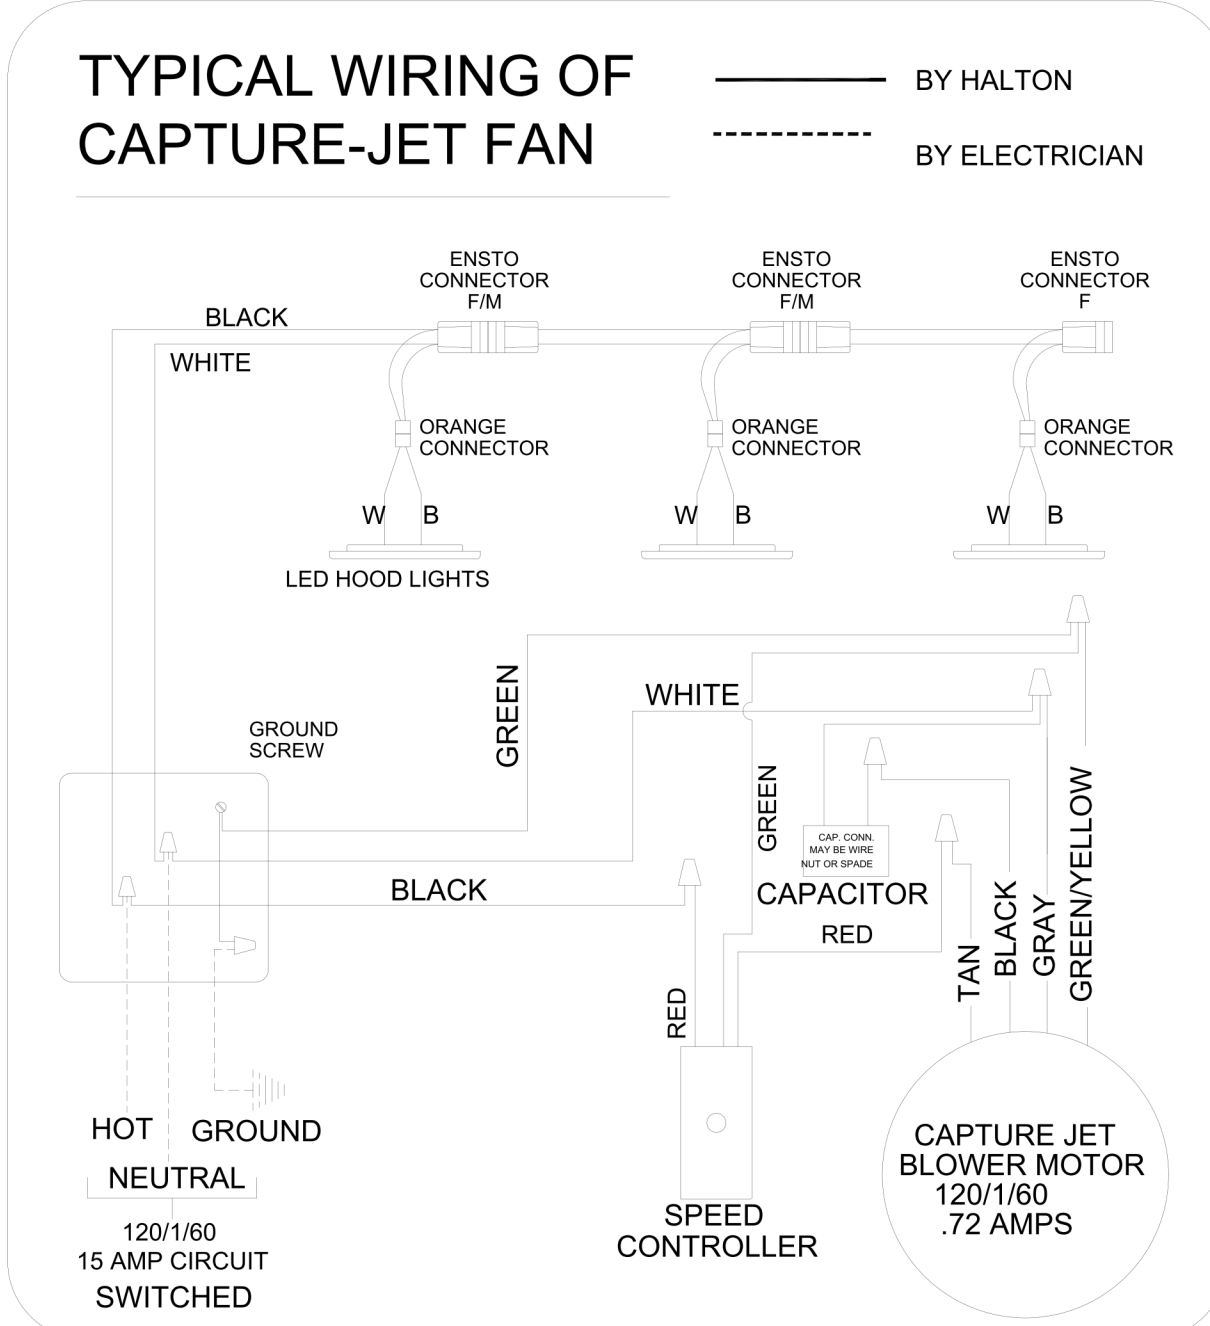 TYPICAL WIRING OF
CAPTURE-JET FAN
BY HALTON
BY ELECTRICIAN
ENSTO
CONNECTOR
F/M
ENSTO
CONNECTOR
F/M
ENSTO
CONNECTOR
F
BLACK
WHITE
ORANGE
CONNECTOR
ORANGE
CONNECTOR
ORANGE
CONNECTOR
W B
W B
W B
LED HOOD LIGHTS
GREEN
WHITE
GROUND
SCREW
GREEN
CAP. CONN.
MAY BE WIRE
NUT OR SPADE
CAPACITOR
BLACK
RED
RED
TAN
BLACK
GRAY
GREEN/YELLOW
HOT
GROUND
NEUTRAL
120/1/60
15 AMP CIRCUIT
SWITCHED
SPEED
CONTROLLER
CAPTURE JET
BLOWER MOTOR
120/1/60
.72 AMPS